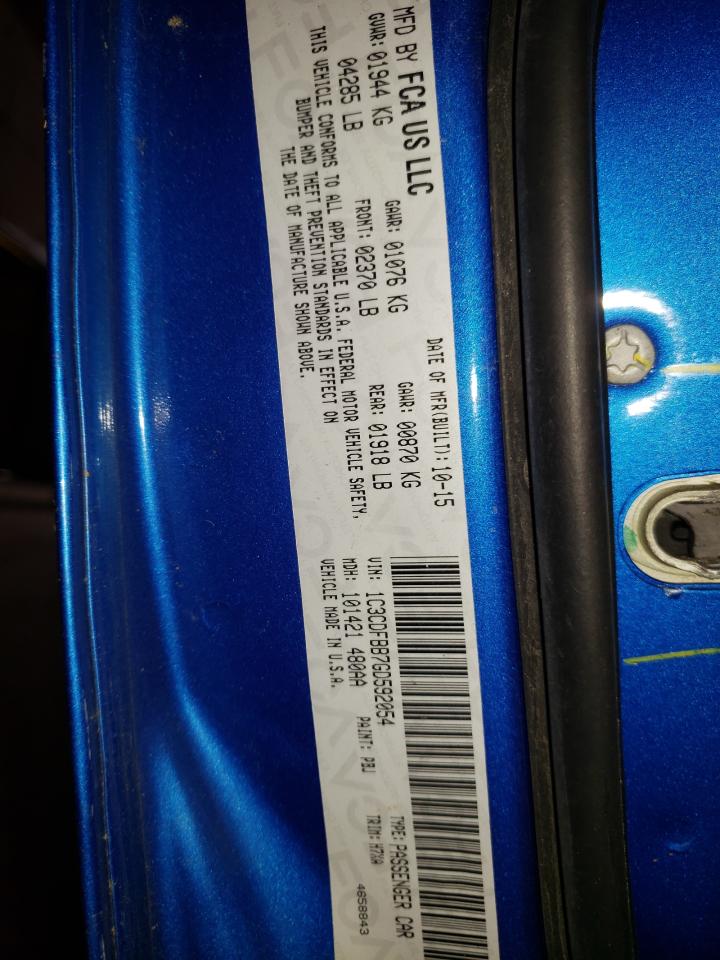 MFD BY FCA US LLC
DATE OF MFR(BUILT): 10-15
GVWR: 01944 KG
GAWR: 01076 KG
GAWR: 00870 KG
04285 LB
FRONT: 02370 LB
REAR: 01918 LB
THIS VEHICLE CONFORMS TO ALL APPLICABLE U.S.A. FEDERAL MOTOR VEHICLE SAFETY,
BUMPER AND THEFT PREVENTION STANDARDS IN EFFECT ON
THE DATE OF MANUFACTURE SHOWN ABOVE.
VIN: 1C3CDFBB7GD592054
TYPE: PASSENGER CAR
MDH: 101421 480AA
PAINT: PBJ
TRIM:
VEHICLE MADE IN U.S.A.
4658843